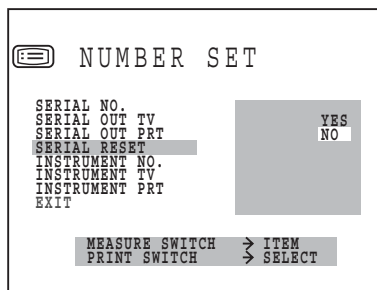 NUMBER SET
SERIAL NO.
SERIAL OUT TV
SERIAL OUT PRT
SERIAL RESET
INSTRUMENT NO.
INSTRUMENT TV
INSTRUMENT PRT
EXIT
YES
NO
MEASURE SWITCH → ITEM
PRINT SWITCH → SELECT